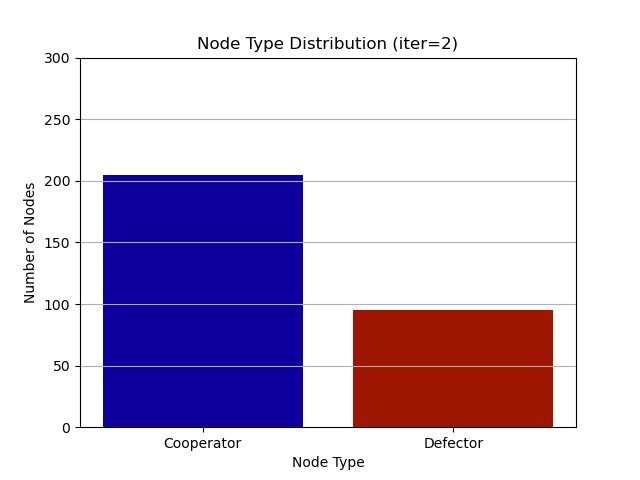 Node Type Distribution (iter=2)
300
250
200
150
100
50
0
Number of Nodes
Cooperator
Defector
Node Type